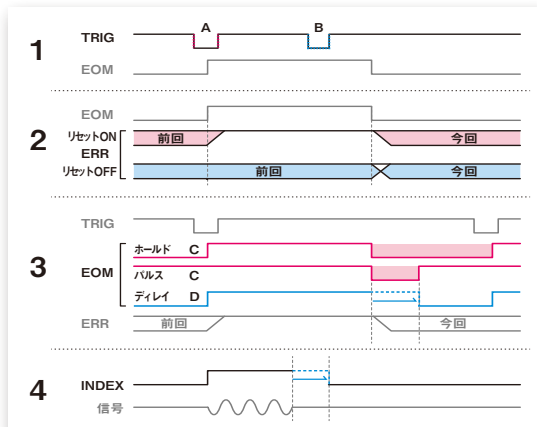 1
TRIG A B
EOM
2
EOM
リセットON 前回 今回
ERR
リセットOFF 前回 今回
3
TRIG
ホールド C
EOM パルス C
ディレイ D
ERR 前回 今回
4
INDEX
信号